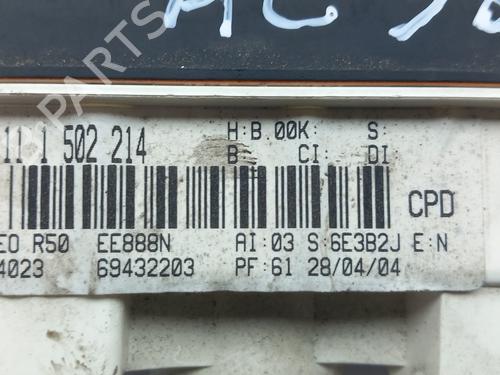 H:B.00K: S:
11 1 502 214 B CI: DI
CPD
EO R50 EE888N AI:03 S:6E3B2J E:N
4023 69432203 PF:61 28/04/04
PARTS